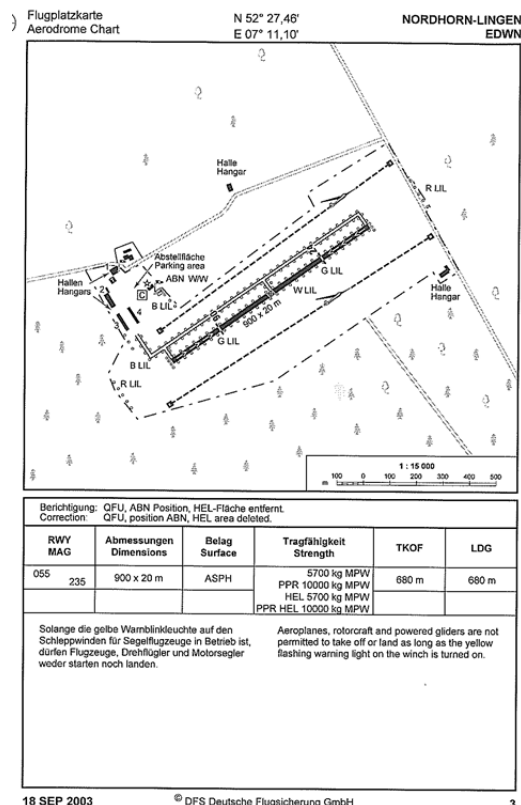 Flugplatzkarte
Aerodrome Chart
N 52° 27,46'
E 07° 11,10'
NORDHORN-LINGEN
EDWN
Halle
Hangar
R LIL
Abstellfläche
Parking area
ABN W/W
Hallen
Hangars
2
C
B LIL
4
3
24
G LIL
W LIL
Halle
Hangar
900 x 20 m
06
G LIL
B LIL
R LIL
1 : 15 000
m 100 0 100 200 300 400 500
Berichtigung: QFU, ABN Position, HEL-Fläche entfernt.
Correction: QFU, position ABN, HEL area deleted.
RWY
MAG
Abmessungen
Dimensions
Belag
Surface
Tragfähigkeit
Strength
TKOF
LDG
055
235
900 x 20 m
ASPH
5700 kg MPW
PPR 10000 kg MPW
680 m
680 m
HEL 5700 kg MPW
PPR HEL 10000 kg MPW
Solange die gelbe Warnblinkleuchte auf den
Schleppwinden für Segelflugzeuge in Betrieb ist,
dürfen Flugzeuge, Drehflügler und Motorsegler
weder starten noch landen.
Aeroplanes, rotorcraft and powered gliders are not
permitted to take off or land as long as the yellow
flashing warning light on the winch is turned on.
18 SEP 2003
© DFS Deutsche Flugsicherung GmbH